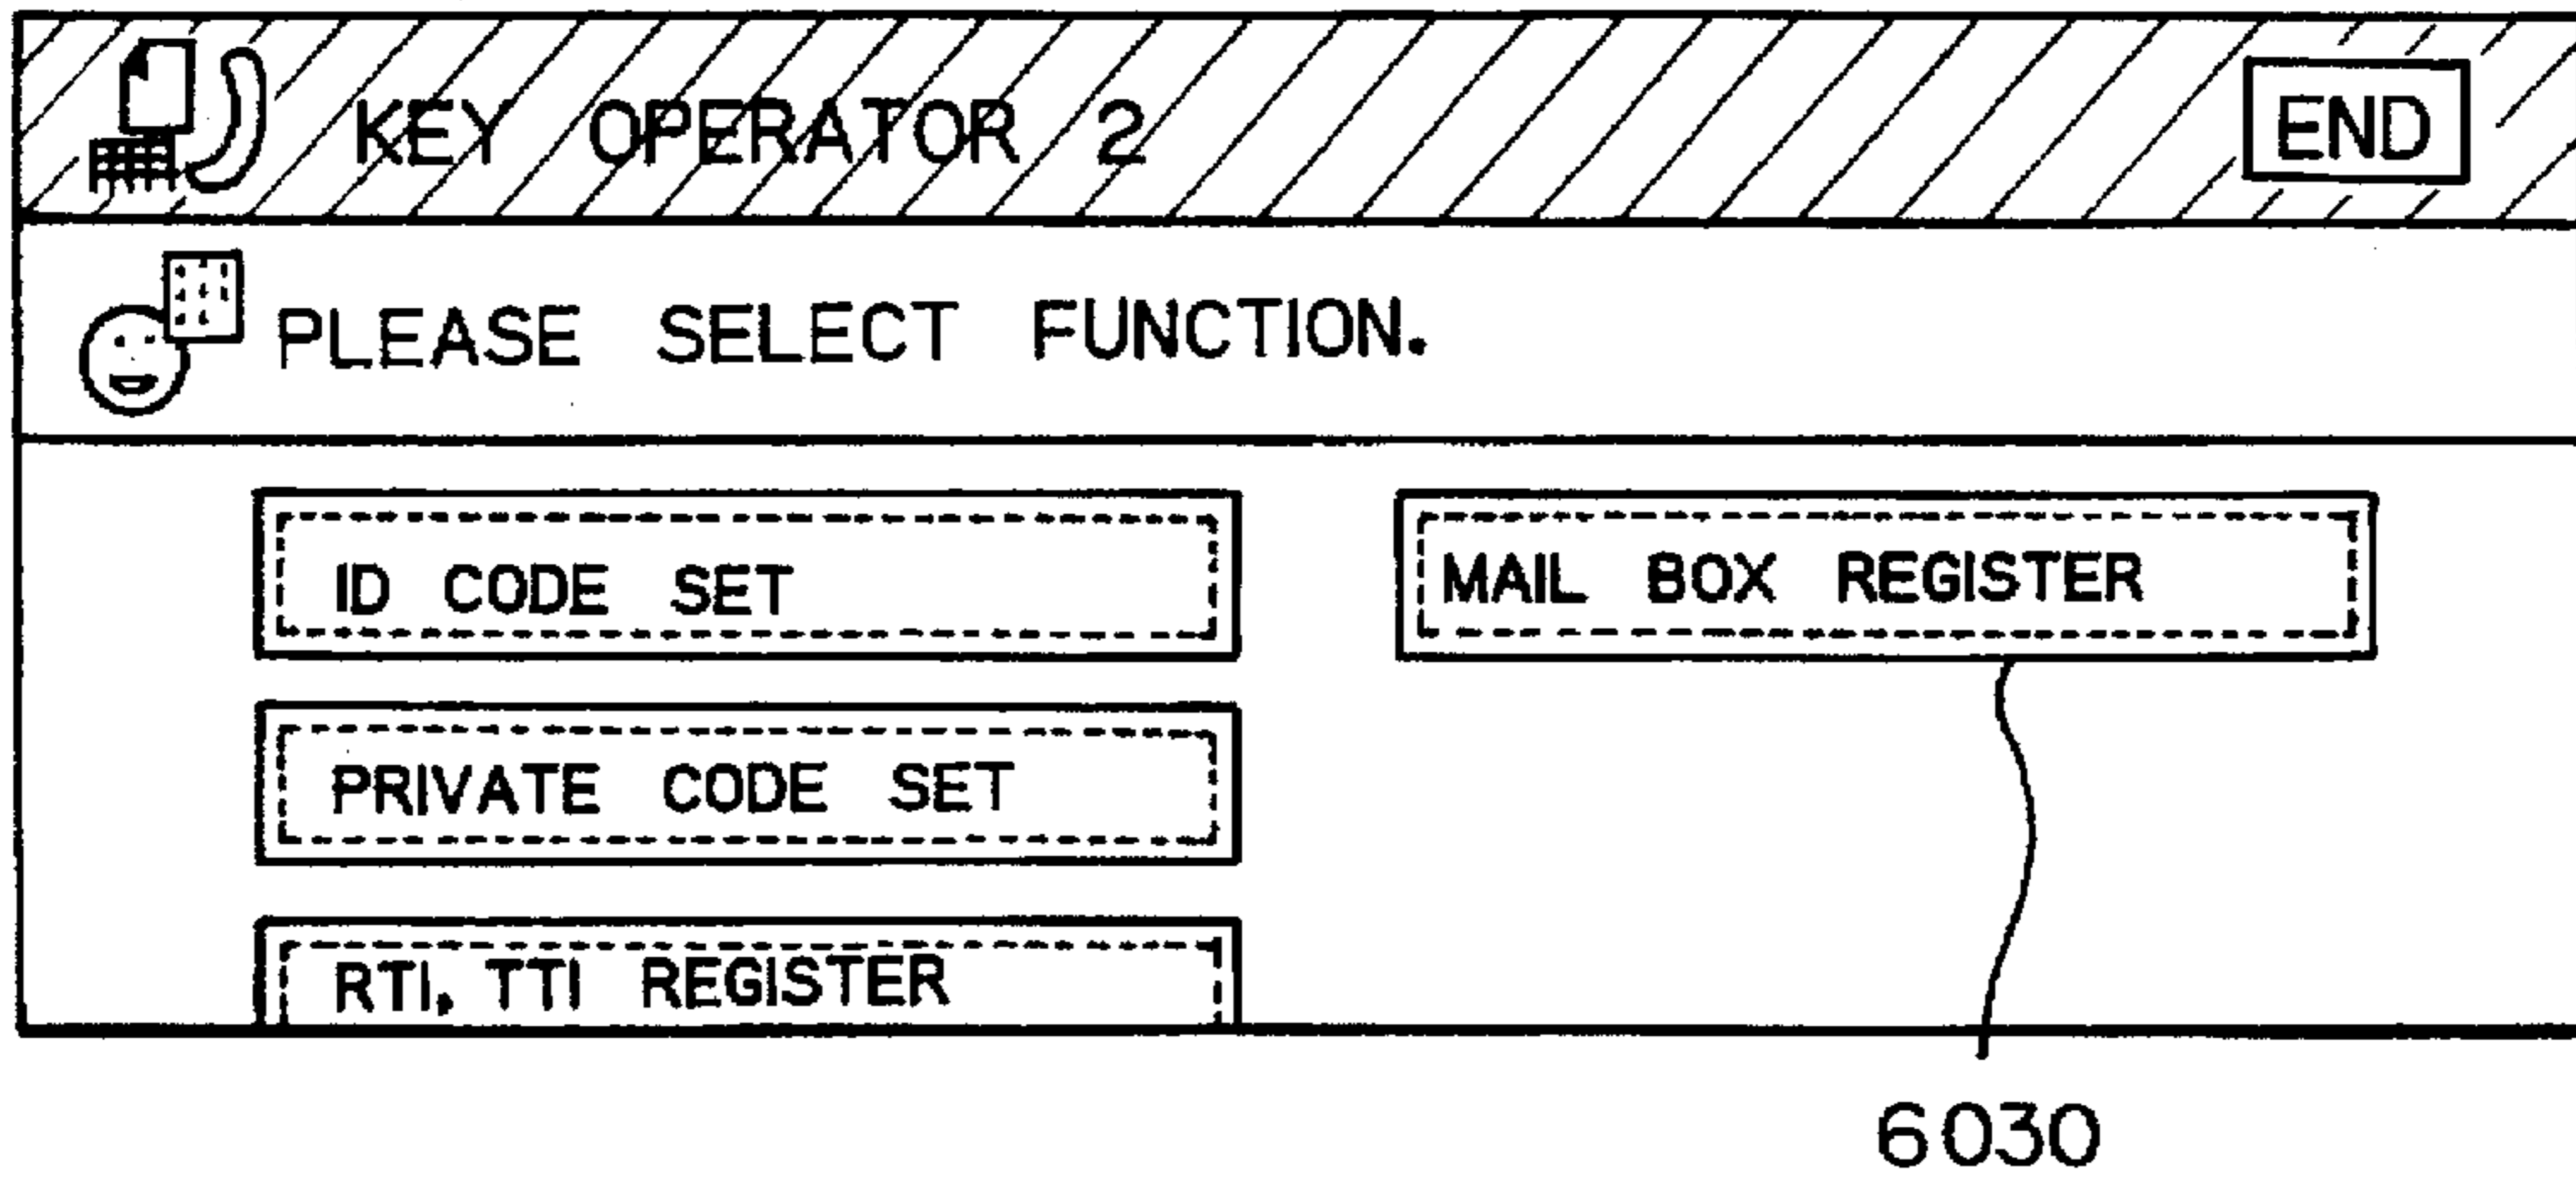 KEY OPERATOR 2
END
PLEASE SELECT FUNCTION.
ID CODE SET
MAIL BOX REGISTER
PRIVATE CODE SET
RTI, TTI REGISTER
6030